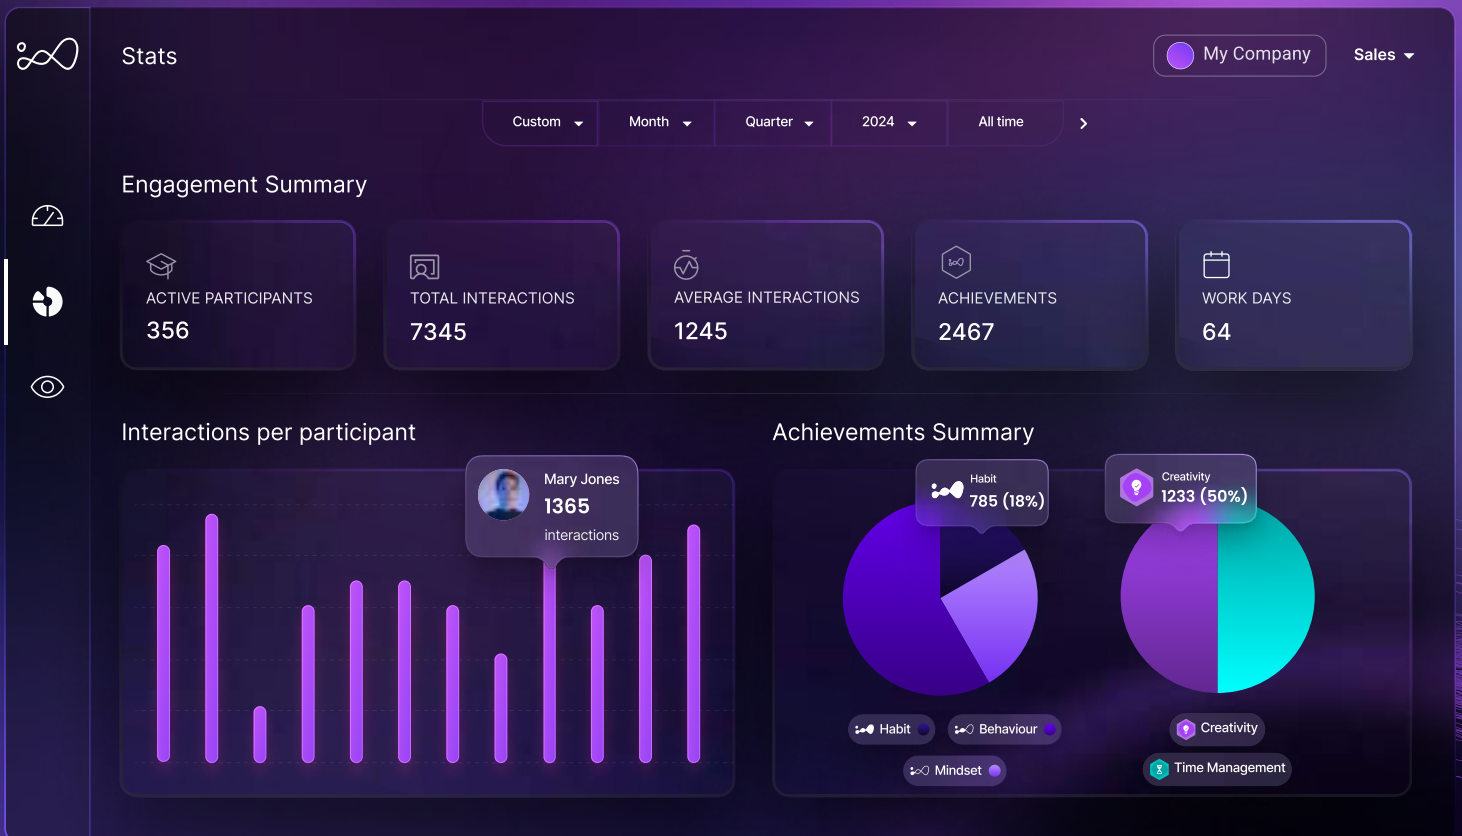 Stats
My Company
Sales
Custom
Month
Quarter
2024
All time
Engagement Summary
ACTIVE PARTICIPANTS
356
TOTAL INTERACTIONS
7345
AVERAGE INTERACTIONS
1245
ACHIEVEMENTS
2467
WORK DAYS
64
Interactions per participant
Mary Jones
1365
interactions
Achievements Summary
Habit
785 (18%)
Creativity
1233 (50%)
Habit
Behaviour
Mindset
Creativity
Time Management